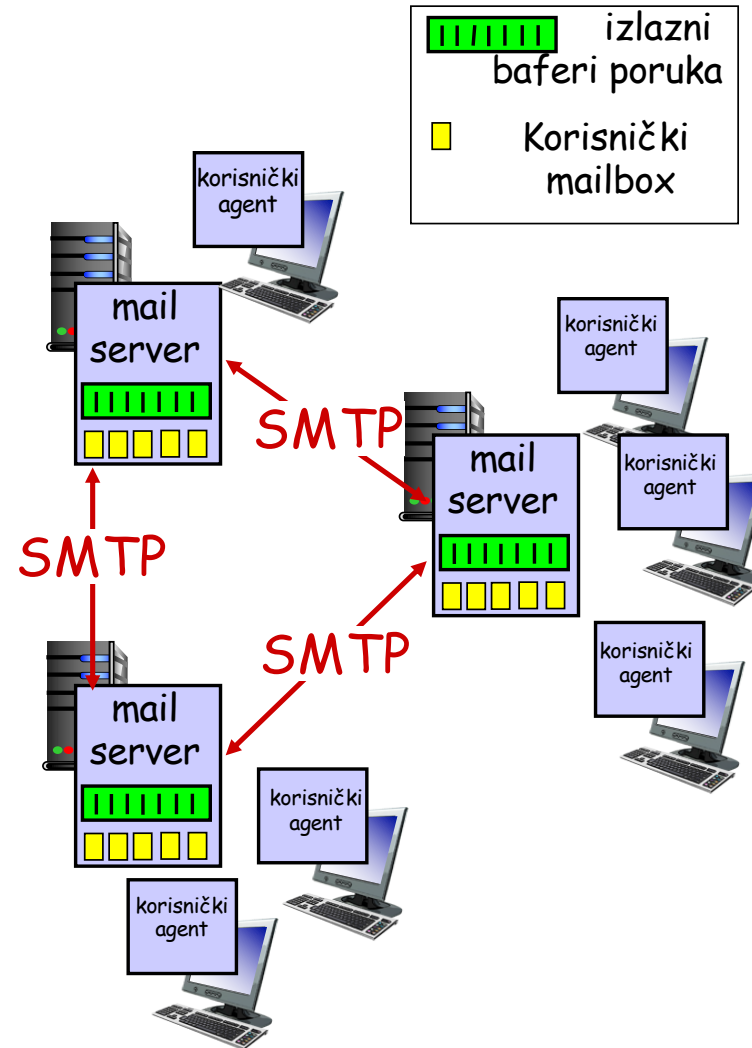 izlazni
baferi poruka
Korisnički
mailbox
korisnički
agent
mail
server
korisnički
agent
SMTP
mail
server
korisnički
agent
SMTP
SMTP
korisnički
agent
mail
server
korisnički
agent
korisnički
agent